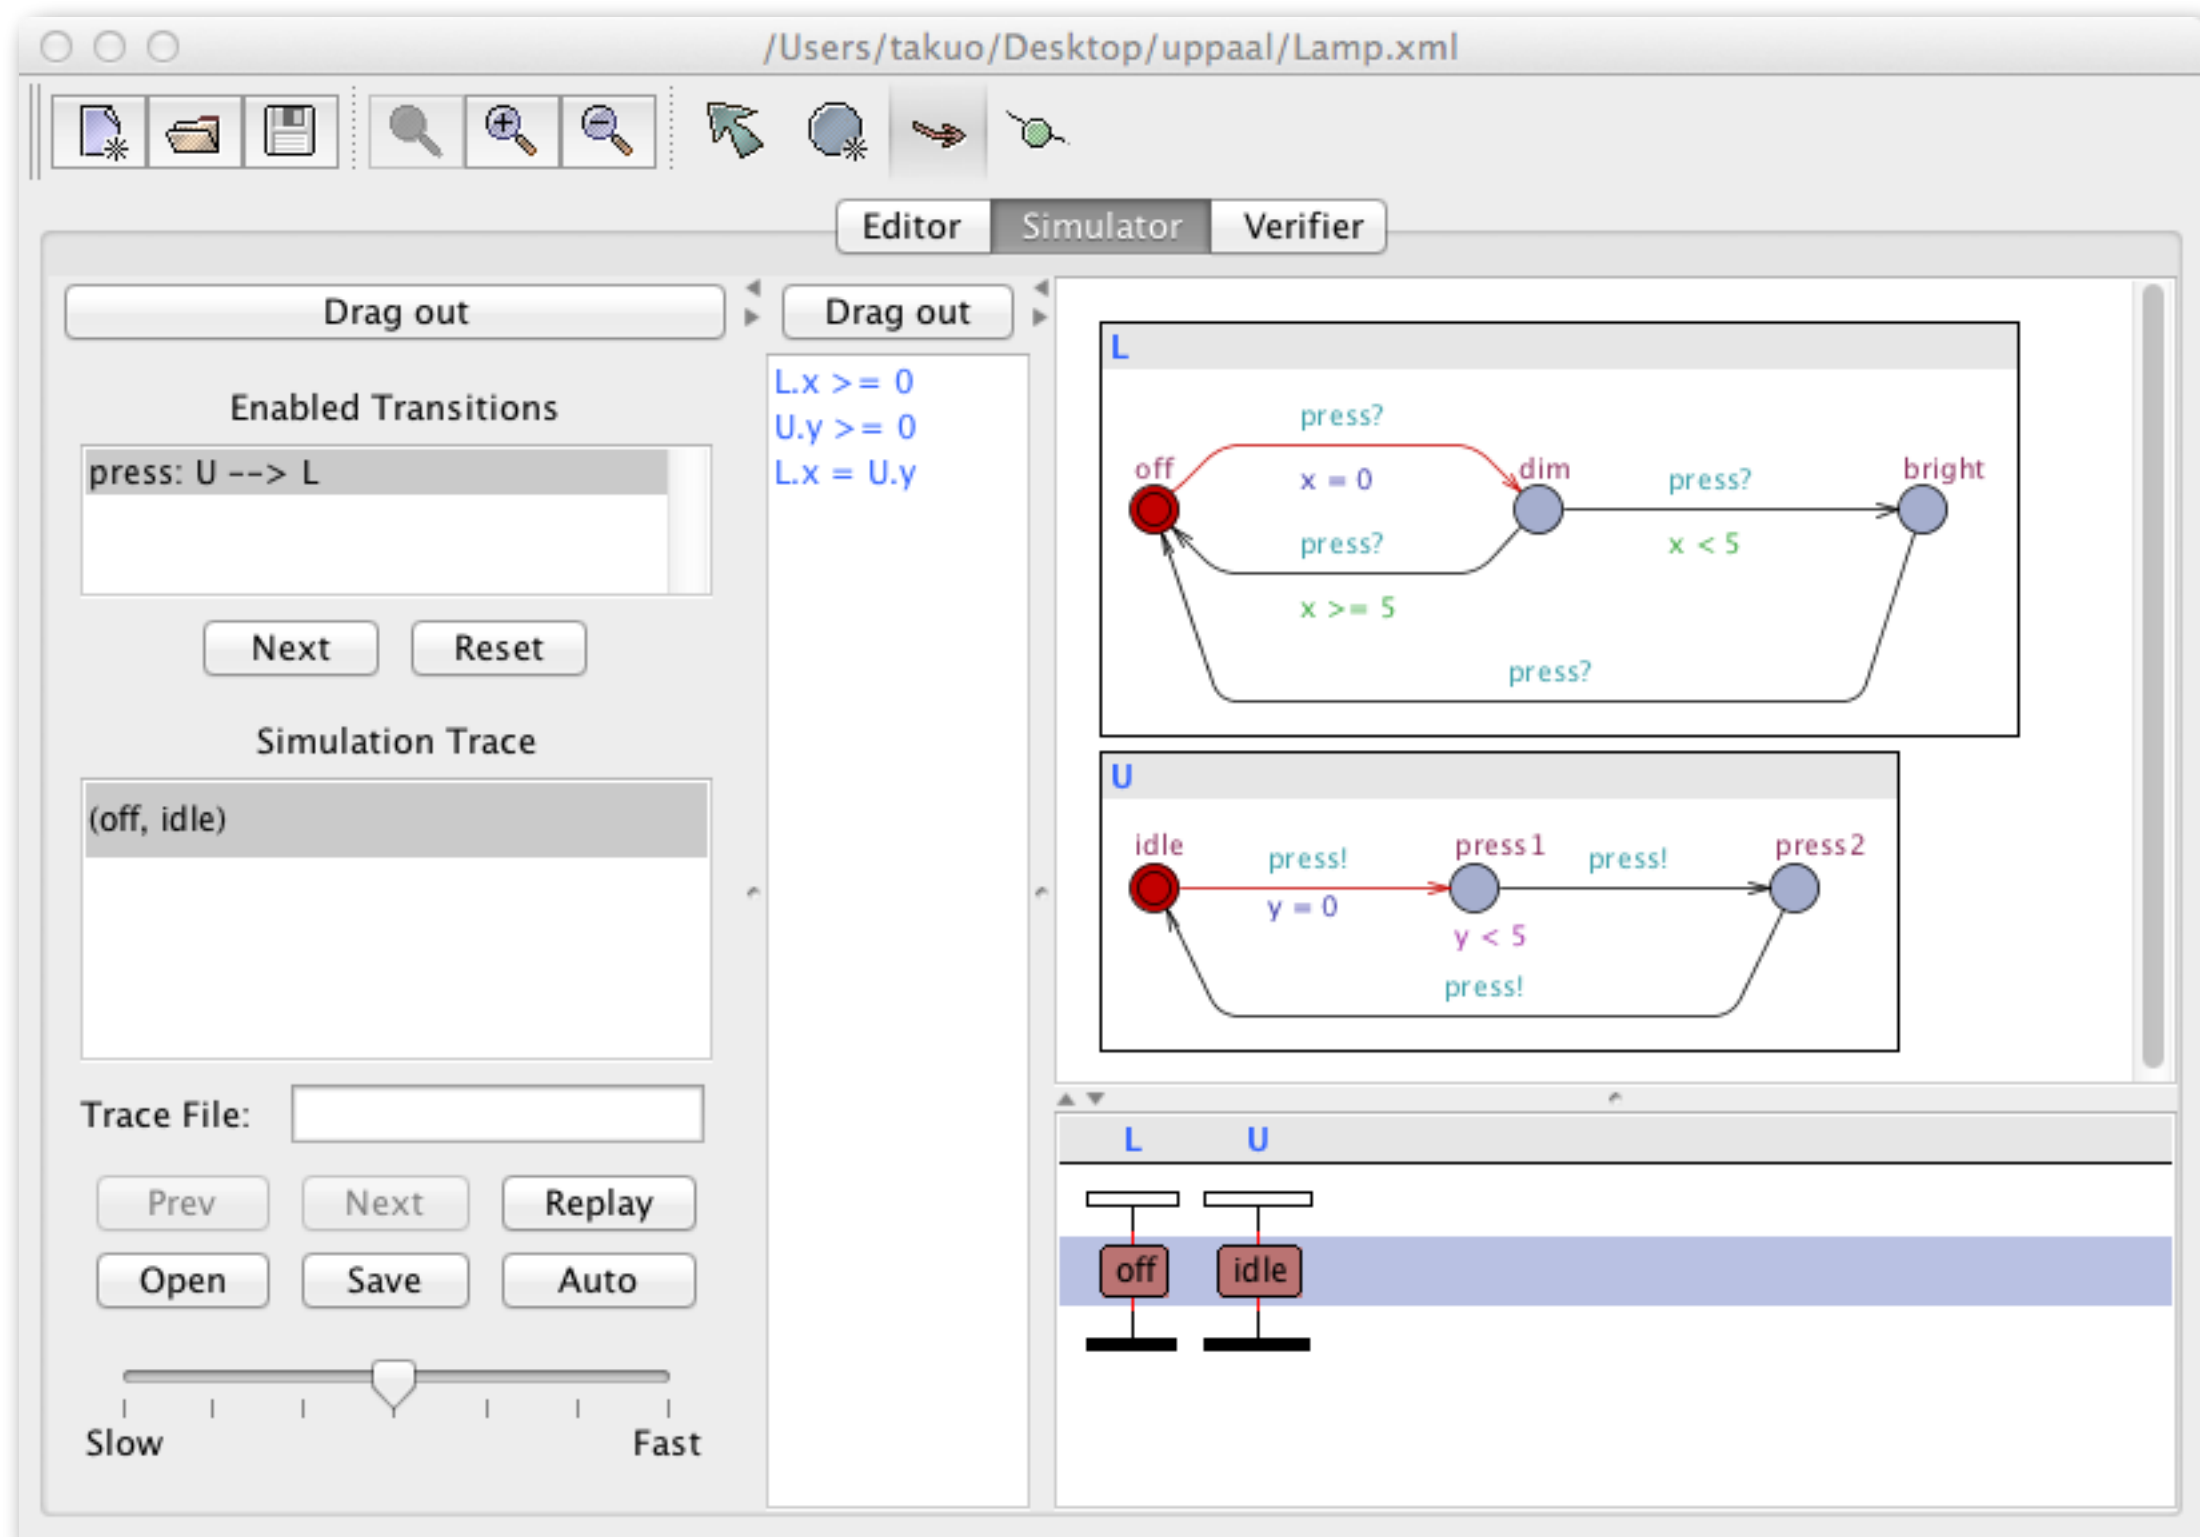 /Users/takuo/Desktop/uppaal/Lamp.xml
Editor Simulator Verifier
Drag out
Enabled Transitions
press: U --> L
Next Reset
Simulation Trace
(off, idle)
Trace File:
Prev Next Replay
Open Save Auto
Slow Fast
Drag out
L.x >= 0
U.y >= 0
L.x = U.y
L
press?
off dim bright
x = 0 press?
press? x < 5
x >= 5
press?
U
idle press1 press2
press! press!
y = 0
y < 5
press!
L U
off idle